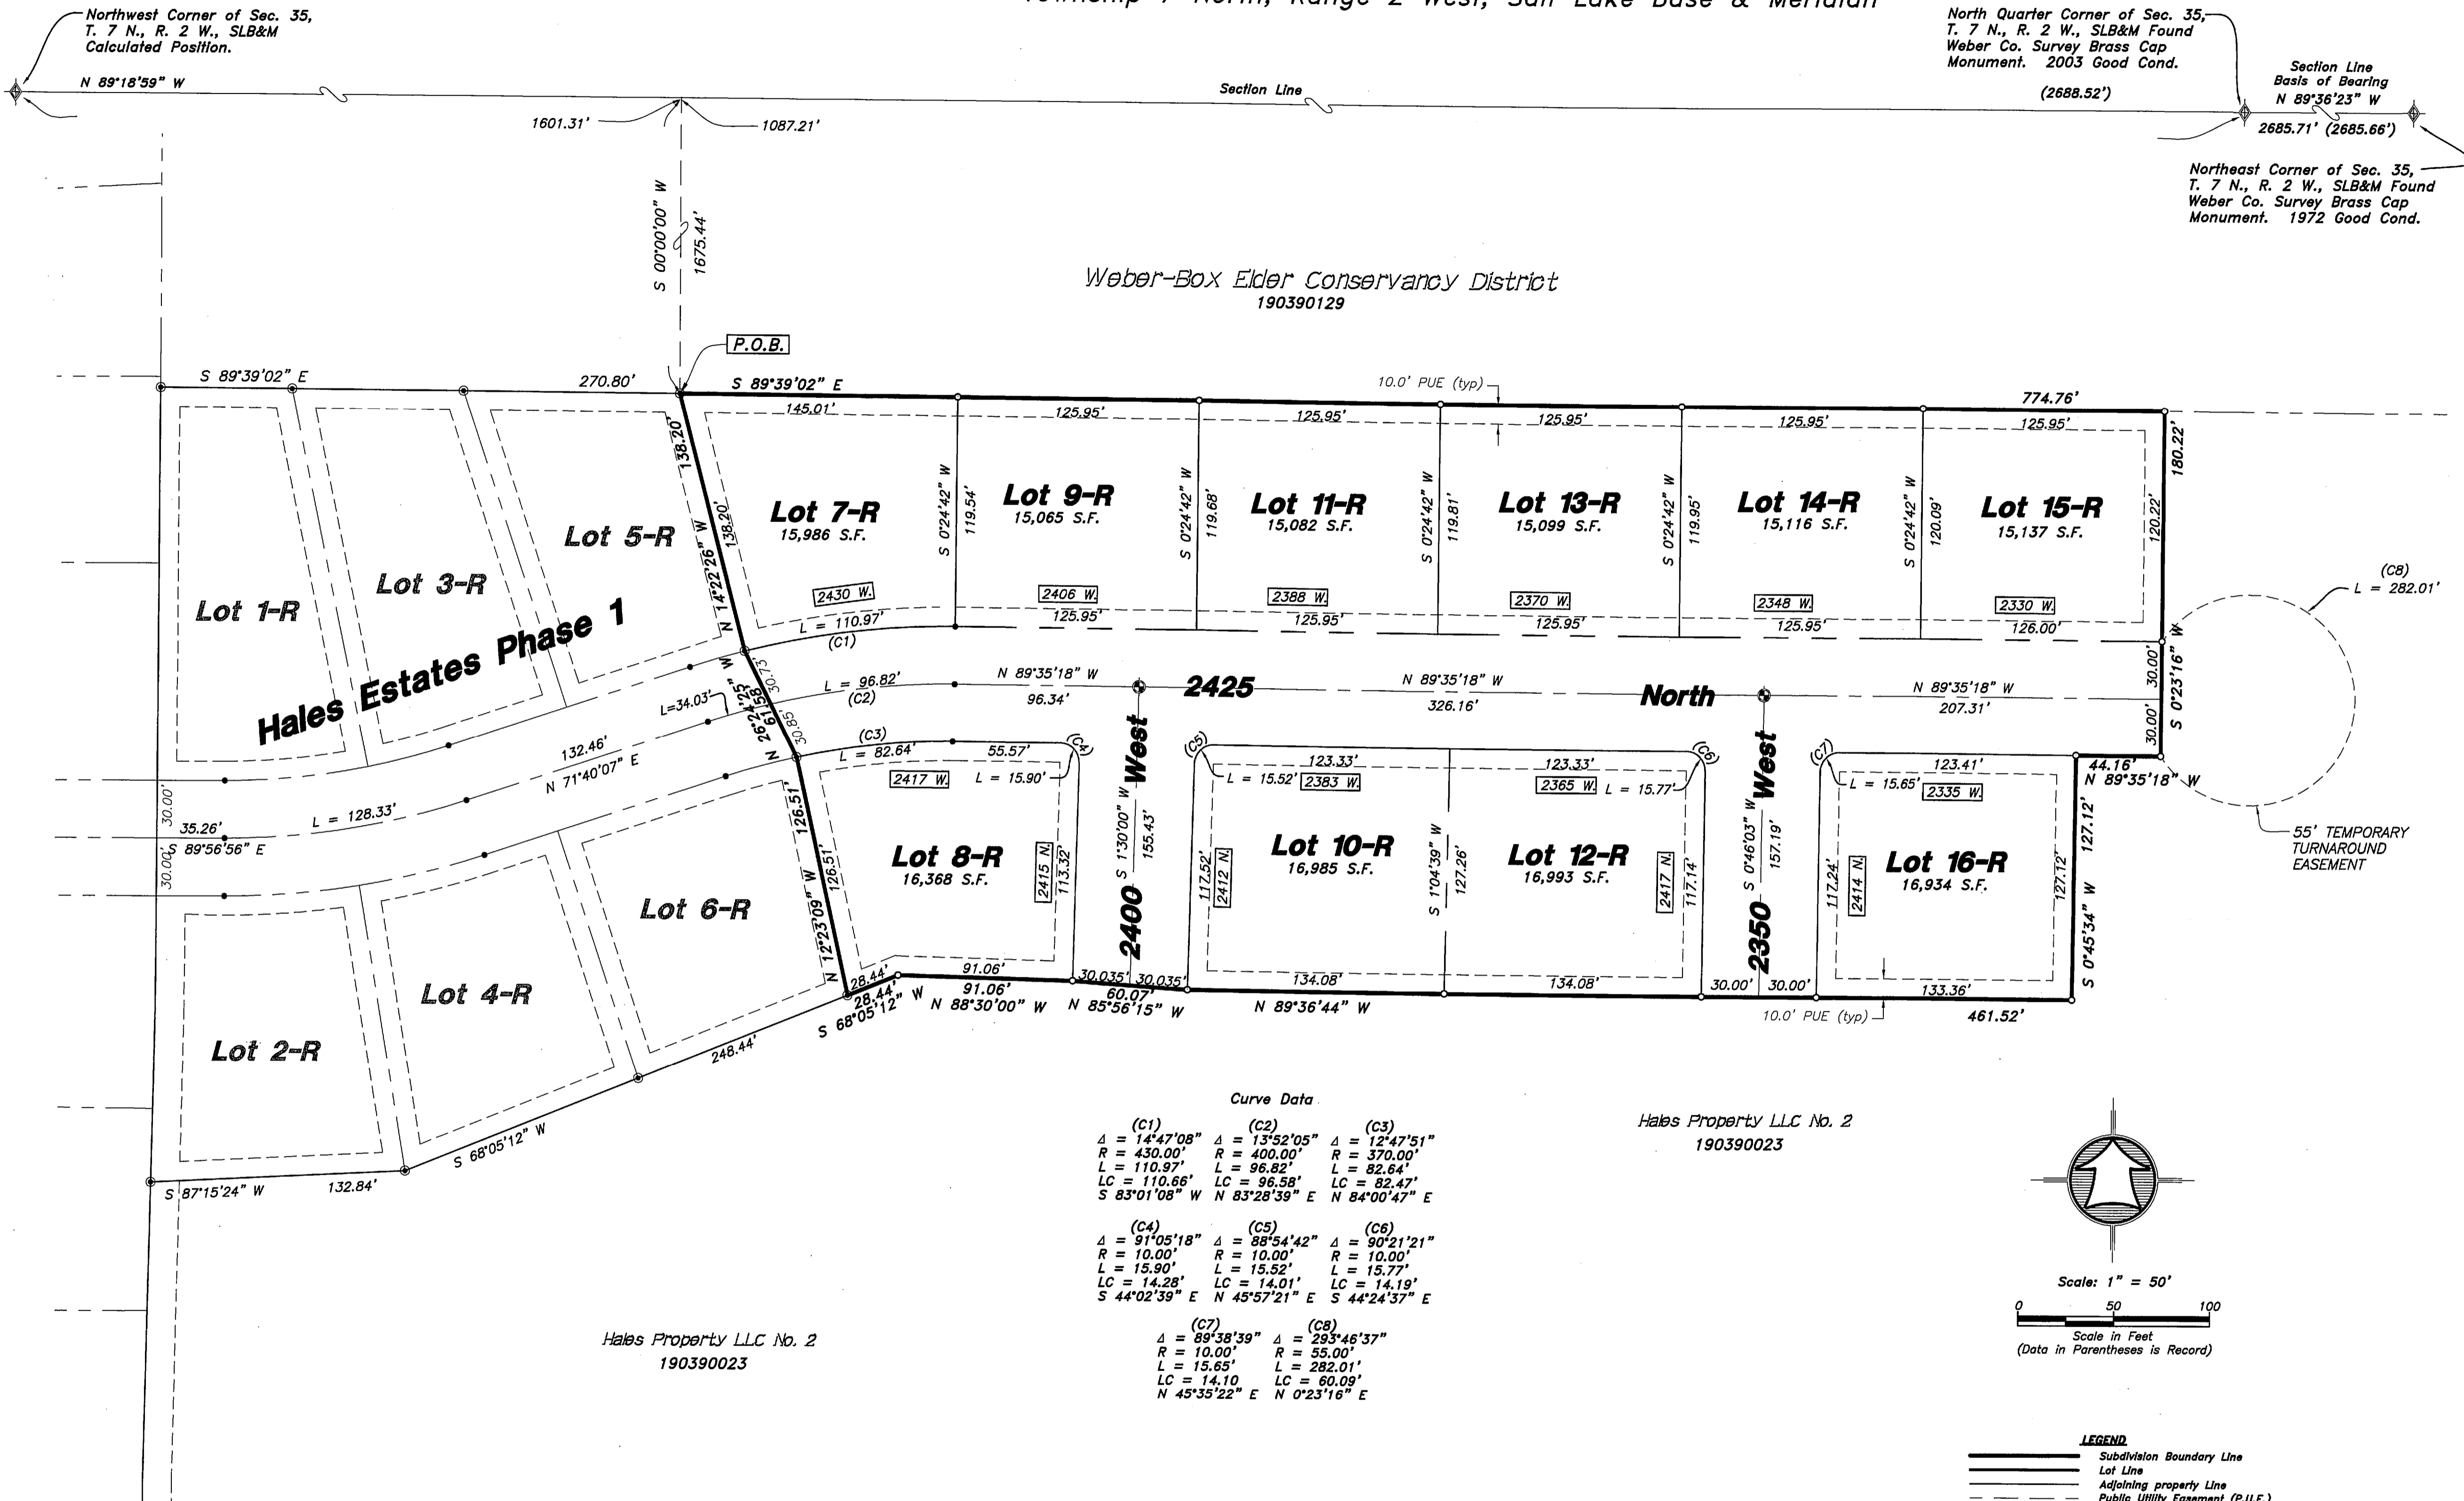 Township 7 North, Range 2 West, Salt Lake Base & Meridian
Northwest Corner of Sec. 35,
T. 7 N., R. 2 W., SLB&M
Calculated Position.
N 89°18'59" W
Section Line
1601.31'
1087.21'
North Quarter Corner of Sec. 35,
T. 7 N., R. 2 W., SLB&M Found
Weber Co. Survey Brass Cap
Monument. 2003 Good Cond.
(2688.52')
Section Line
Basis of Bearing
N 89°36'23" W
2685.71' (2685.66')
Northeast Corner of Sec. 35,
T. 7 N., R. 2 W., SLB&M Found
Weber Co. Survey Brass Cap
Monument. 1972 Good Cond.
S 00°00'00" W
1675.44'
Weber-Box Elder Conservancy District
190390129
P.O.B.
S 89°39'02" E
270.80'
S 89°39'02" E
10.0' PUE (typ)
774.76'
145.01'
125.95'
125.95'
125.95'
125.95'
125.95'
138.20'
138.20'
N 14°22'26" W
180.22'
120.22'
Lot 7-R
15,986 S.F.
S 0°24'42" W
119.54'
Lot 9-R
15,065 S.F.
S 0°24'42" W
119.68'
Lot 11-R
15,082 S.F.
S 0°24'42" W
119.81'
Lot 13-R
15,099 S.F.
S 0°24'42" W
119.95'
Lot 14-R
15,116 S.F.
S 0°24'42" W
120.09'
Lot 15-R
15,137 S.F.
2430 W.
2406 W.
2388 W.
2370 W.
2348 W.
2330 W.
L = 110.97'
(C1)
125.95'
125.95'
125.95'
125.95'
126.00'
(C8)
L = 282.01'
Lot 1-R
Lot 3-R
Lot 5-R
Hales Estates Phase 1
30.73'
30.85'
N 26°24'25" W
61.58'
L=34.03'
L = 96.82'
(C2)
N 89°35'18" W
96.34'
2425
N 89°35'18" W
326.16'
North
N 89°35'18" W
207.31'
30.00'
30.00'
S 0°23'16" W
132.46'
N 71°40'07" E
L = 128.33'
35.26'
S 89°56'56" E
30.00'
30.00'
(C3)
L = 82.64'
55.57'
(C4)
2417 W.
L = 15.90'
(C5)
L = 15.52'
123.33'
2383 W.
123.33'
2365 W.
L = 15.77'
(C6)
(C7)
L = 15.65'
123.41'
2335 W.
44.16'
N 89°35'18" W
55' TEMPORARY
TURNAROUND
EASEMENT
126.51'
126.51'
N 12°23'09" W
Lot 8-R
16,368 S.F.
2415 N.
113.32'
2400 West
S 1°30'00" W
155.43'
117.52'
2412 N.
Lot 10-R
16,985 S.F.
S 1°04'39" W
127.26'
Lot 12-R
16,993 S.F.
2417 N.
117.14'
2350 West
S 0°46'03" W
157.19'
117.24'
2414 N.
Lot 16-R
16,934 S.F.
127.12'
127.12'
S 0°45'34" W
Lot 2-R
Lot 4-R
Lot 6-R
28.44'
28.44'
S 68°05'12" W
91.06'
91.06'
N 88°30'00" W
30.035'
30.035'
60.07'
N 85°56'15" W
134.08'
N 89°36'44" W
134.08'
30.00'
30.00'
133.36'
10.0' PUE (typ)
461.52'
248.44'
S 68°05'12" W
S 87°15'24" W
132.84'
Curve Data
(C1) (C2) (C3)
Δ = 14°47'08" Δ = 13°52'05" Δ = 12°47'51"
R = 430.00' R = 400.00' R = 370.00'
L = 110.97' L = 96.82' L = 82.64'
LC = 110.66' LC = 96.58' LC = 82.47'
S 83°01'08" W N 83°28'39" E N 84°00'47" E
(C4) (C5) (C6)
Δ = 91°05'18" Δ = 88°54'42" Δ = 90°21'21"
R = 10.00' R = 10.00' R = 10.00'
L = 15.90' L = 15.52' L = 15.77'
LC = 14.28' LC = 14.01' LC = 14.19'
S 44°02'39" E N 45°57'21" E S 44°24'37" E
(C7) (C8)
Δ = 89°38'39" Δ = 293°46'37"
R = 10.00' R = 55.00'
L = 15.65' L = 282.01'
LC = 14.10 LC = 60.09'
N 45°35'22" E N 0°23'16" E
Hales Property LLC No. 2
190390023
Hales Property LLC No. 2
190390023
Scale: 1" = 50'
0 50 100
Scale in Feet
(Data in Parentheses is Record)
LEGEND
Subdivision Boundary Line
Lot Line
Adjoining property Line
Public Utility Easement (P.U.E.)